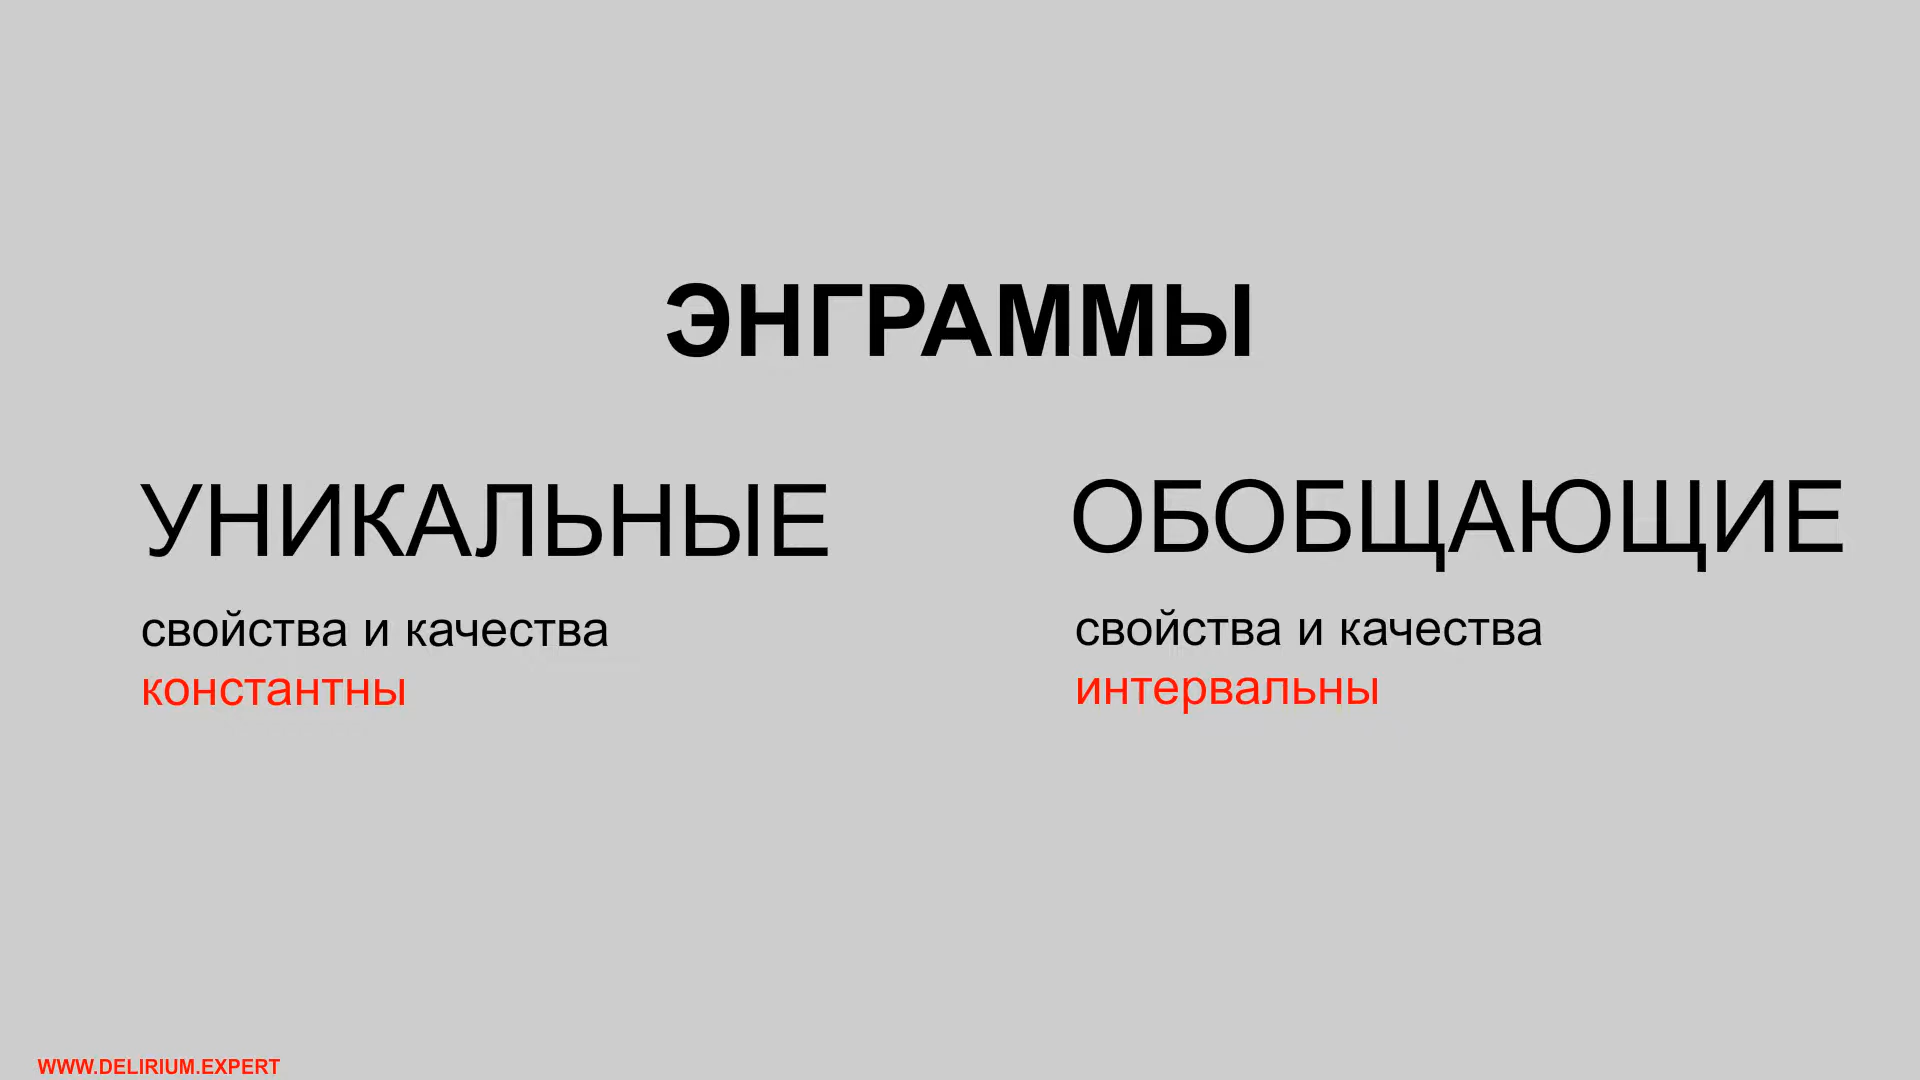 ЭНГРАММЫ
УНИКАЛЬНЫЕ
свойства и качества
константны
ОБОБЩАЮЩИЕ
свойства и качества
интервальны
WWW.DELIRIUM.EXPERT